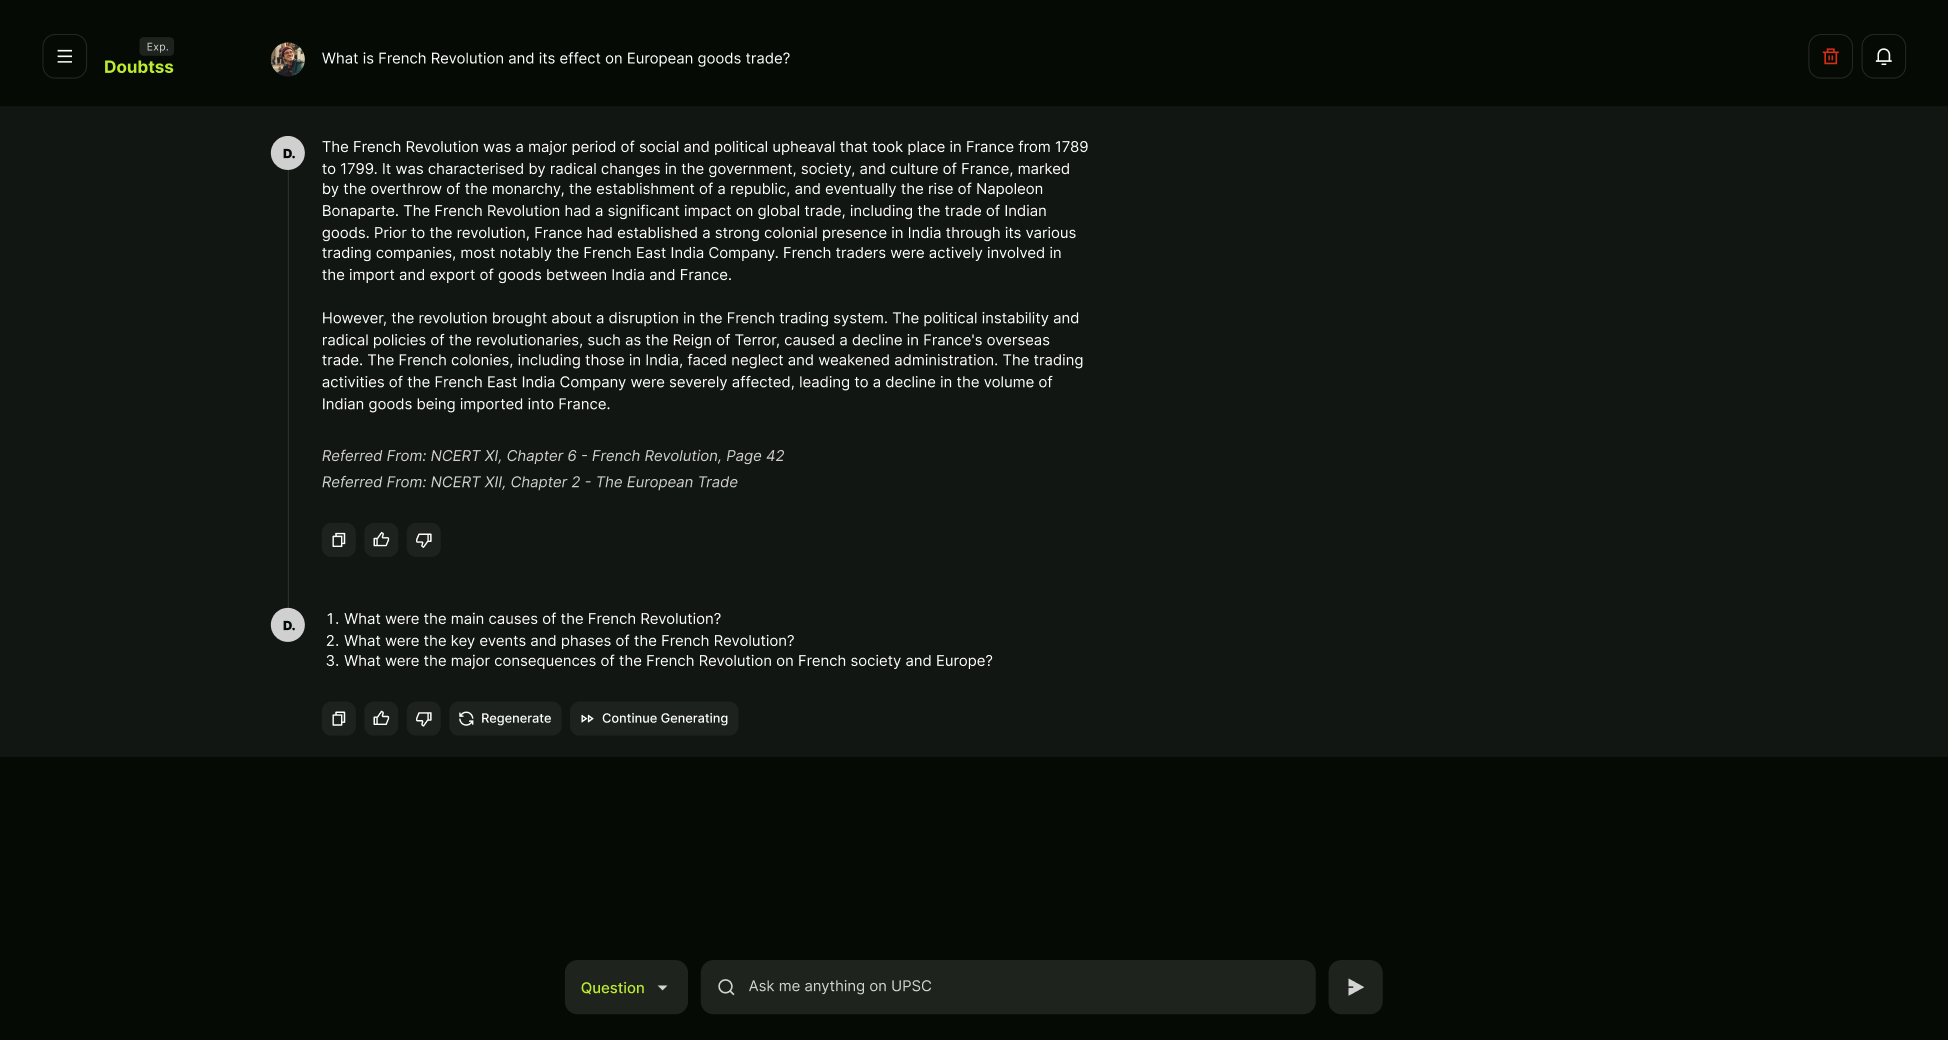 Exp.
Doubtss
What is French Revolution and its effect on European goods trade?
D.
The French Revolution was a major period of social and political upheaval that took place in France from 1789
to 1799. It was characterised by radical changes in the government, society, and culture of France, marked
by the overthrow of the monarchy, the establishment of a republic, and eventually the rise of Napoleon
Bonaparte. The French Revolution had a significant impact on global trade, including the trade of Indian
goods. Prior to the revolution, France had established a strong colonial presence in India through its various
trading companies, most notably the French East India Company. French traders were actively involved in
the import and export of goods between India and France.
However, the revolution brought about a disruption in the French trading system. The political instability and
radical policies of the revolutionaries, such as the Reign of Terror, caused a decline in France's overseas
trade. The French colonies, including those in India, faced neglect and weakened administration. The trading
activities of the French East India Company were severely affected, leading to a decline in the volume of
Indian goods being imported into France.
Referred From: NCERT XI, Chapter 6 - French Revolution, Page 42
Referred From: NCERT XII, Chapter 2 - The European Trade
D.
1. What were the main causes of the French Revolution?
2. What were the key events and phases of the French Revolution?
3. What were the major consequences of the French Revolution on French society and Europe?
Regenerate
Continue Generating
Question
Ask me anything on UPSC